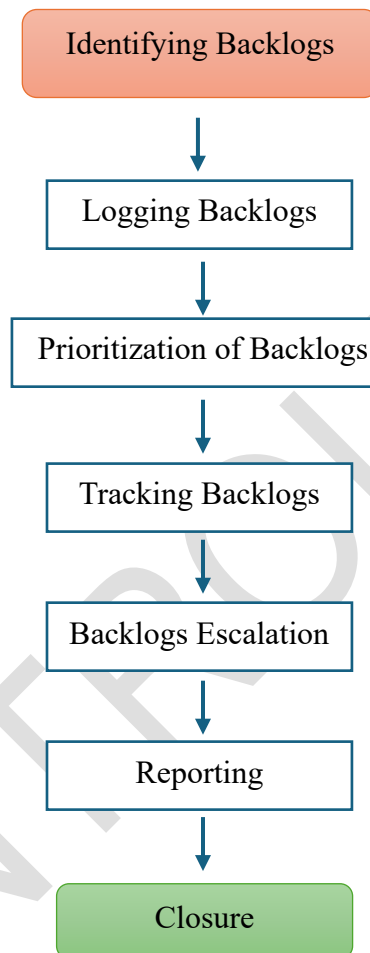 Identifying Backlogs
Logging Backlogs
Prioritization of Backlogs
Tracking Backlogs
Backlogs Escalation
Reporting
Closure